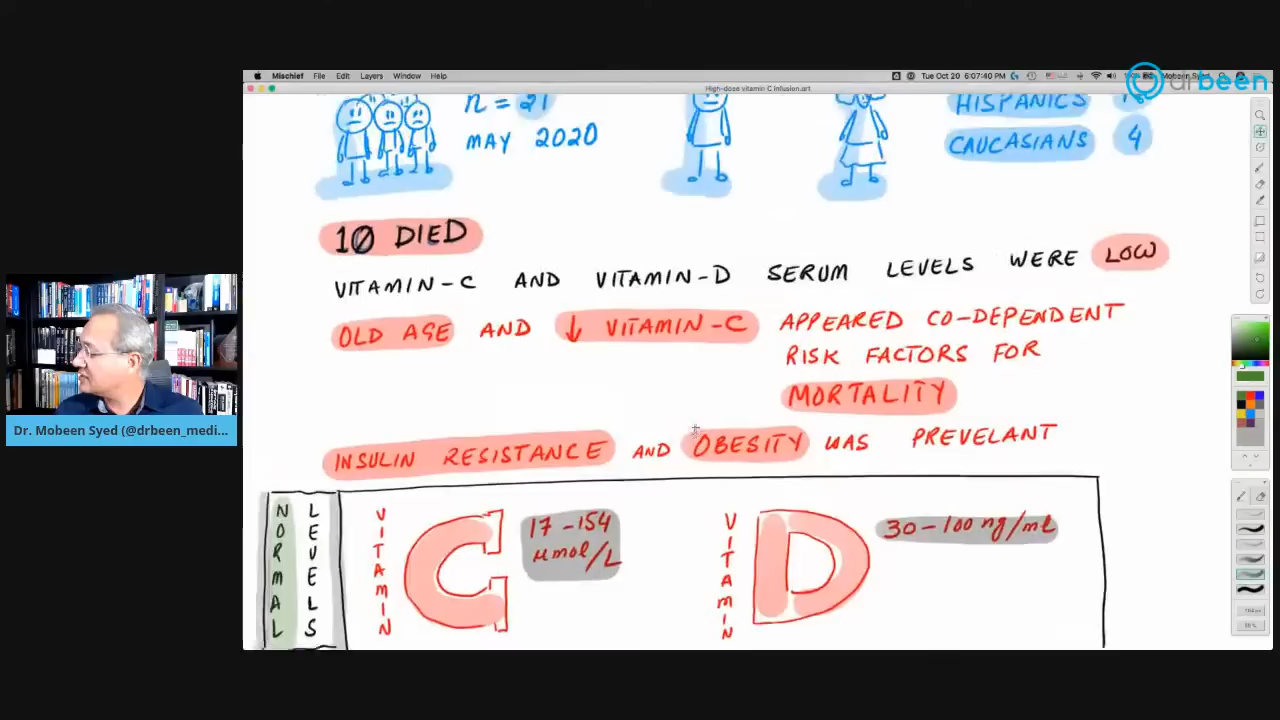 Mischief File Edit Layers Window Help
Tue Oct 20 6:07:40 PM
Mobeen Syed
drbeen
High-dose vitamin C infusion.art
n = 21
MAY 2020
HISPANICS
CAUCASIANS 4
10 DIED
VITAMIN-C AND VITAMIN-D SERUM LEVELS WERE LOW
OLD AGE AND ↓ VITAMIN-C APPEARED CO-DEPENDENT
RISK FACTORS FOR
MORTALITY
INSULIN RESISTANCE AND OBESITY WAS PREVELANT
NORMAL
LEVELS
VITAMIN
C
17-154
µmol/L
VITAMIN
D
30-100 ng/ml
Dr. Mobeen Syed (@drbeen_medi...